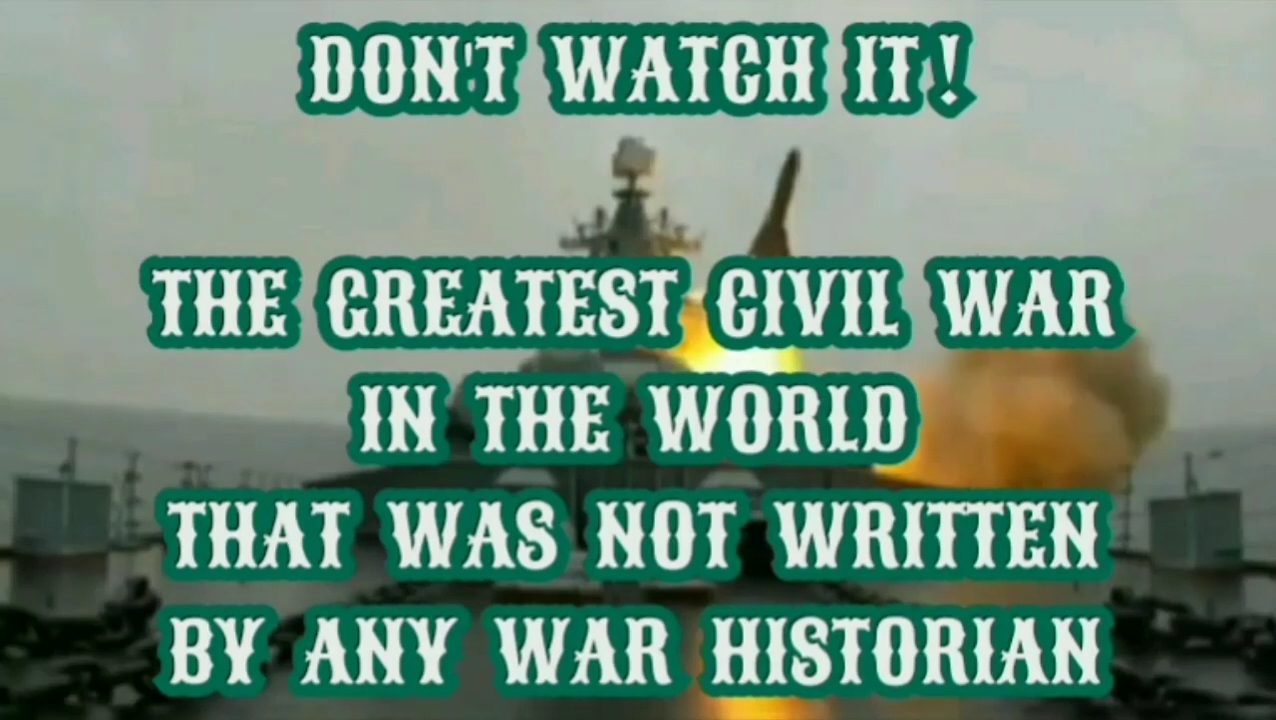 DON'T WATCH IT!
THE GREATEST CIVIL WAR
IN THE WORLD
THAT WAS NOT WRITTEN
BY ANY WAR HISTORIAN